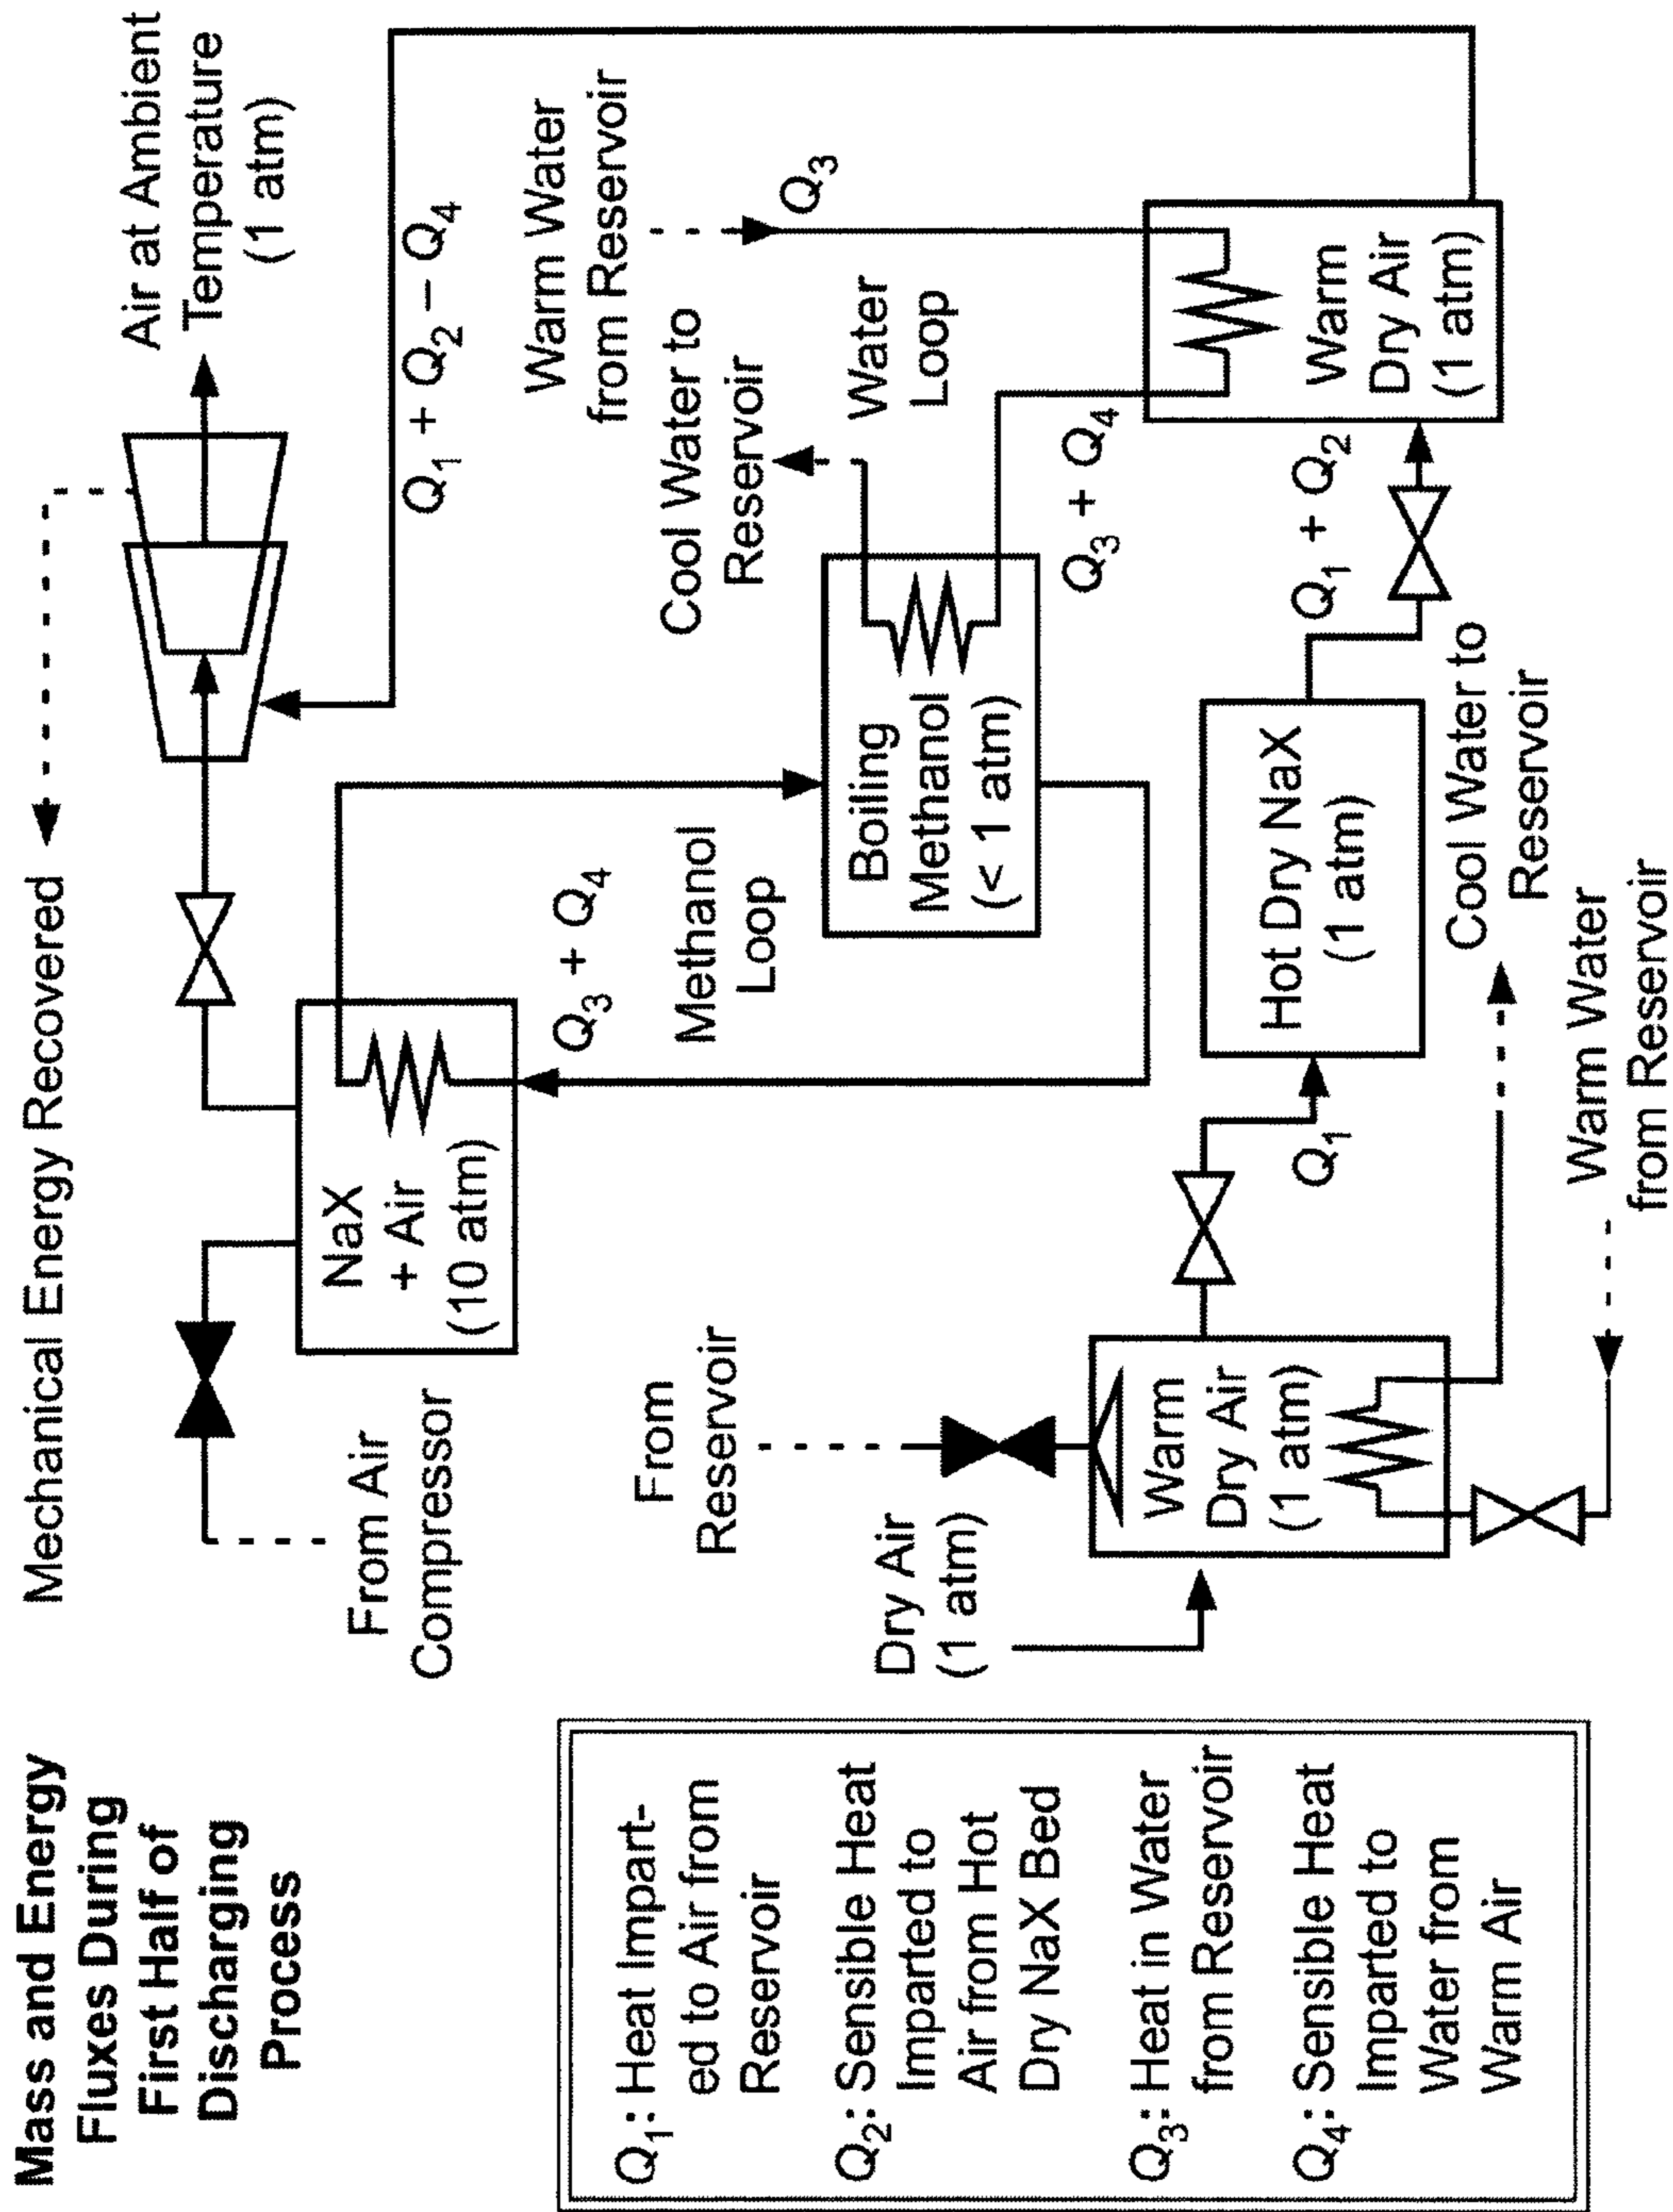 Mass and Energy
Fluxes During
First Half of
Discharging
Process
Q₁: Heat Impart-
ed to Air from
Reservoir
Q₂: Sensible Heat
Imparted to
Air from Hot
Dry NaX Bed
Q₃: Heat in Water
from Reservoir
Q₄: Sensible Heat
Imparted to
Water from
Warm Air
Mechanical Energy Recovered
Air at Ambient
Temperature
(1 atm)
From Air
Compressor
NaX
+ Air
(10 atm)
Q₃ + Q₄
Methanol
Loop
Q₁ + Q₂ – Q₄
Warm Water
from Reservoir
Q₃
Cool Water to
Reservoir
Water
Loop
Boiling
Methanol
(< 1 atm)
Q₃ + Q₄
Warm
Dry Air
(1 atm)
From
Reservoir
Dry Air
(1 atm)
Warm
Dry Air
(1 atm)
Q₁
Hot Dry NaX
(1 atm)
Q₁ + Q₂
Cool Water to
Reservoir
Warm Water
from Reservoir